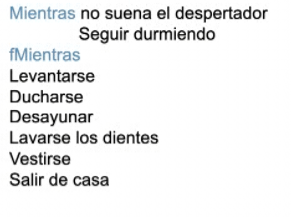 Mientras no suena el despertador
Seguir durmiendo
fMientras
Levantarse
Ducharse
Desayunar
Lavarse los dientes
Vestirse
Salir de casa